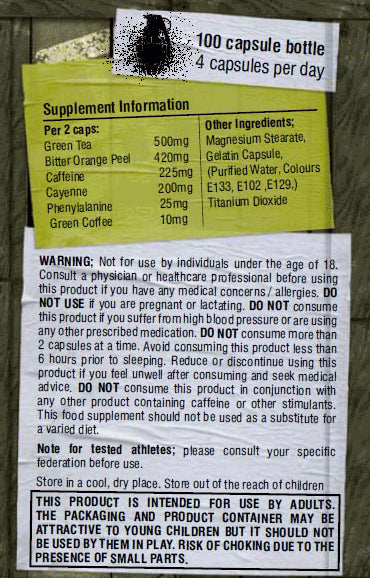 100 capsule bottle
4 capsules per day
Supplement Information
Per 2 caps:
Green Tea 500mg
Bitter Orange Peel 420mg
Caffeine 225mg
Cayenne 200mg
Phenylalanine 25mg
Green Coffee 10mg
Other Ingredients;
Magnesium Stearate,
Gelatin Capsule,
(Purified Water, Colours
E133, E102 ,E129,)
Titanium Dioxide
WARNING; Not for use by individuals under the age of 18.
Consult a physician or healthcare professional before using
this product if you have any medical concerns / allergies. DO
NOT USE if you are pregnant or lactating. DO NOT consume
this product if you suffer from high blood pressure or are using
any other prescribed medication. DO NOT consume more than
2 capsules at a time. Avoid consuming this product less than
6 hours prior to sleeping. Reduce or discontinue using this
product if you feel unwell after consuming and seek medical
advice. DO NOT consume this product in conjunction with
any other product containing caffeine or other stimulants.
This food supplement should not be used as a substitute for
a varied diet.
Note for tested athletes; please consult your specific
federation before use.
Store in a cool, dry place. Store out of the reach of children
THIS PRODUCT IS INTENDED FOR USE BY ADULTS.
THE PACKAGING AND PRODUCT CONTAINER MAY BE
ATTRACTIVE TO YOUNG CHILDREN BUT IT SHOULD NOT
BE USED BY THEM IN PLAY. RISK OF CHOKING DUE TO THE
PRESENCE OF SMALL PARTS.